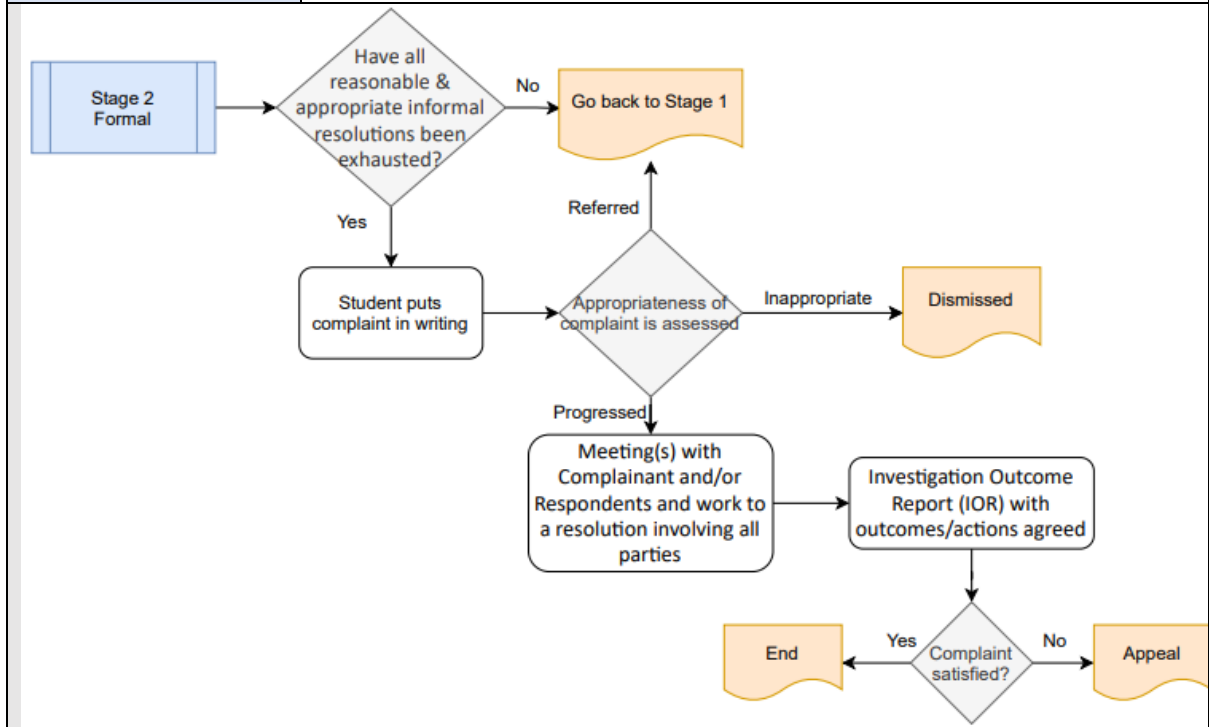 Stage 2
Formal
Have all
reasonable &
appropriate informal
resolutions been
exhausted?
No
Go back to Stage 1
Yes
Referred
Student puts
complaint in writing
Appropriateness of
complaint is assessed
Inappropriate
Dismissed
Progressed
Meeting(s) with
Complainant and/or
Respondents and work to
a resolution involving all
parties
Investigation Outcome
Report (IOR) with
outcomes/actions agreed
End
Yes
Complaint
satisfied?
No
Appeal